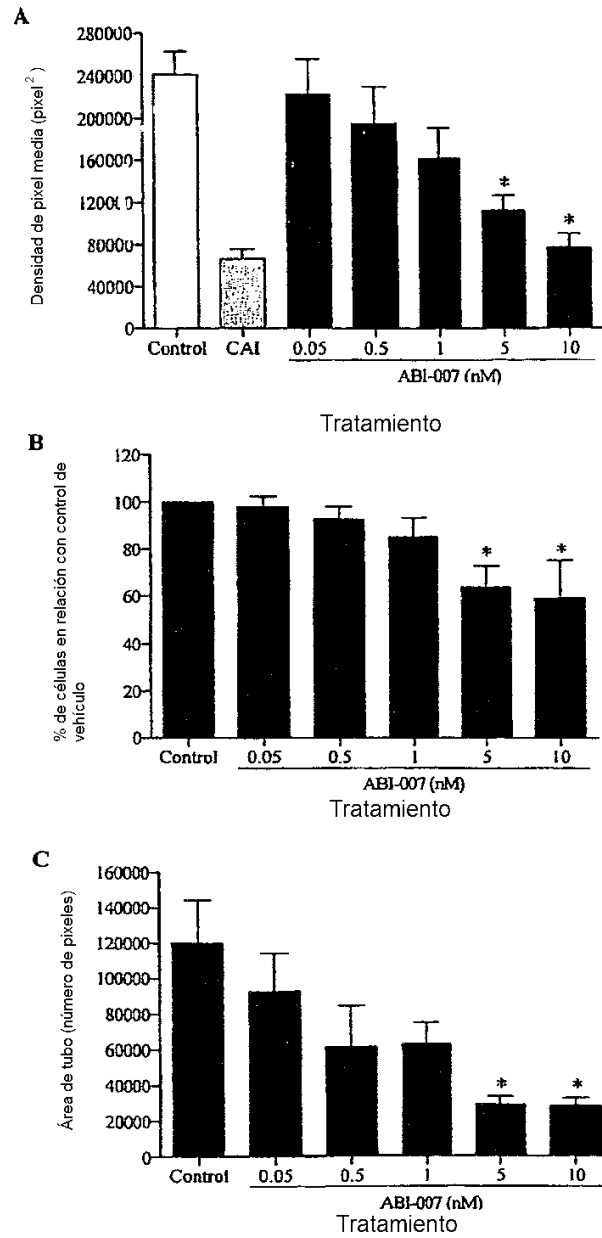 A
Densidad de pixel media (pixel 2)
280000
240000
200000
160000
120000
80000
40000
0
*
*
Control CAI 0.05 0.5 1 5 10
ABI-007 (nM)
Tratamiento
B
% de células en relación con control de
vehículo
120
100
80
60
40
20
0
*
*
Control 0.05 0.5 1 5 10
ABI-007 (nM)
Tratamiento
C
Área de tubo (número de pixeles)
160000
140000
120000
100000
80000
60000
40000
20000
0
*
*
Control 0.05 0.5 1 5 10
ABI-007 (nM)
Tratamiento